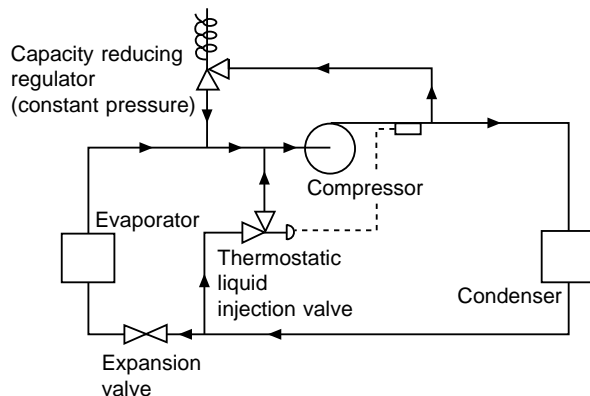 Capacity reducing
regulator
(constant pressure)
Compressor
Evaporator
Thermostatic
liquid
injection valve
Condenser
Expansion
valve